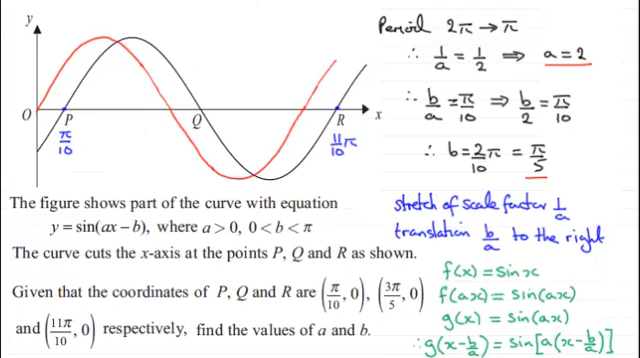 y
O
P
π/10
Q
R
11/10 π
x
The figure shows part of the curve with equation
y = sin(ax − b), where a > 0, 0 < b < π
The curve cuts the x-axis at the points P, Q and R as shown.
Given that the coordinates of P, Q and R are (π/10, 0), (3π/5, 0)
and (11π/10, 0) respectively, find the values of a and b.
Period 2π → π
∴ 1/a = 1/2 ⇒ a = 2
∴ b/a = π/10 ⇒ b/2 = π/10
∴ b = 2π/10 = π/5
stretch of scale factor 1/a
translation b/a to the right
f(x) = sin x
f(ax) = sin(ax)
g(x) = sin(ax)
∴ g(x − b/a) = sin[a(x − b/a)]